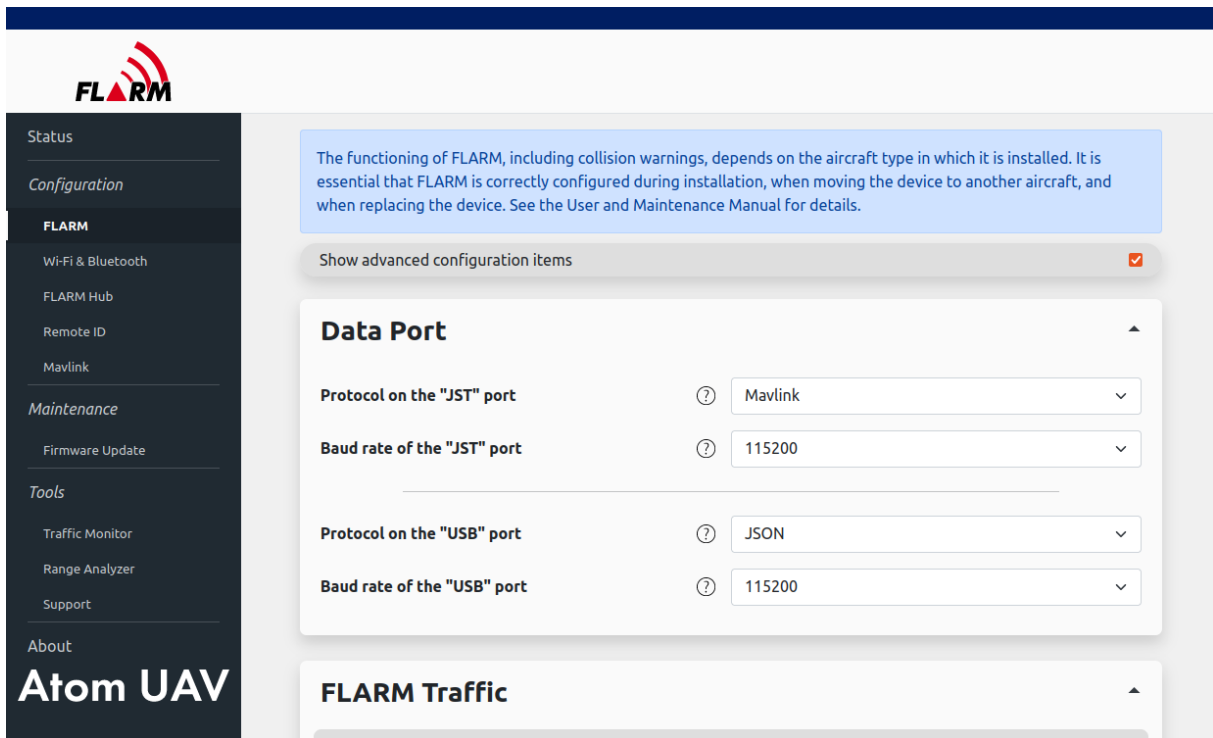 FLARM
Status
Configuration
FLARM
Wi-Fi & Bluetooth
FLARM Hub
Remote ID
Mavlink
Maintenance
Firmware Update
Tools
Traffic Monitor
Range Analyzer
Support
About
Atom UAV
The functioning of FLARM, including collision warnings, depends on the aircraft type in which it is installed. It is
essential that FLARM is correctly configured during installation, when moving the device to another aircraft, and
when replacing the device. See the User and Maintenance Manual for details.
Show advanced configuration items
Data Port
Protocol on the "JST" port ? Mavlink
Baud rate of the "JST" port ? 115200
Protocol on the "USB" port ? JSON
Baud rate of the "USB" port ? 115200
FLARM Traffic